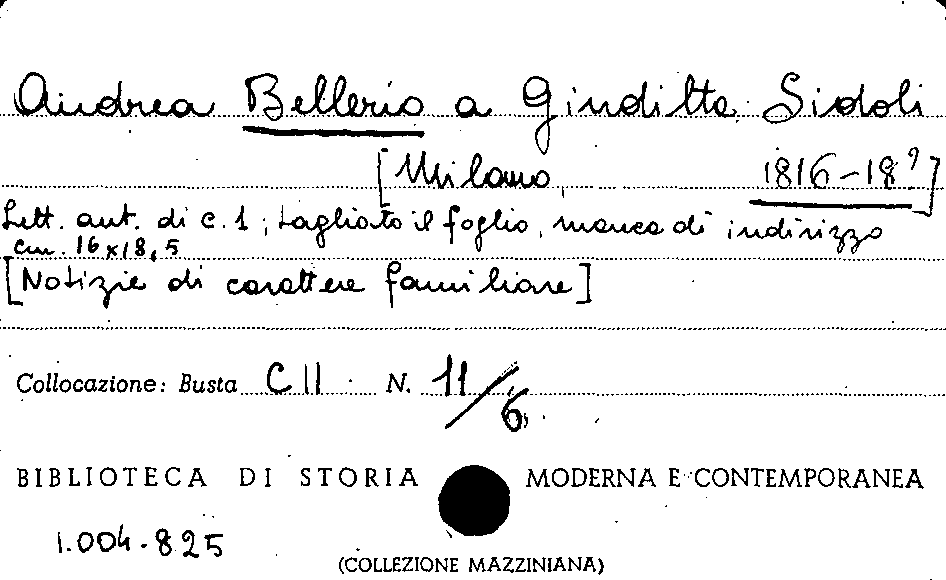 Andrea Bellerio a Giuditta Sidoli
[Milano, 1816-18?]
Lett. aut. di c. 1; tagliato il foglio, manca di indirizzo
cm. 16x18,5
[Notizie di carattere familiare]
Collocazione: Busta C II N. 11/6.
BIBLIOTECA DI STORIA MODERNA E CONTEMPORANEA
1.004.825
(COLLEZIONE MAZZINIANA)